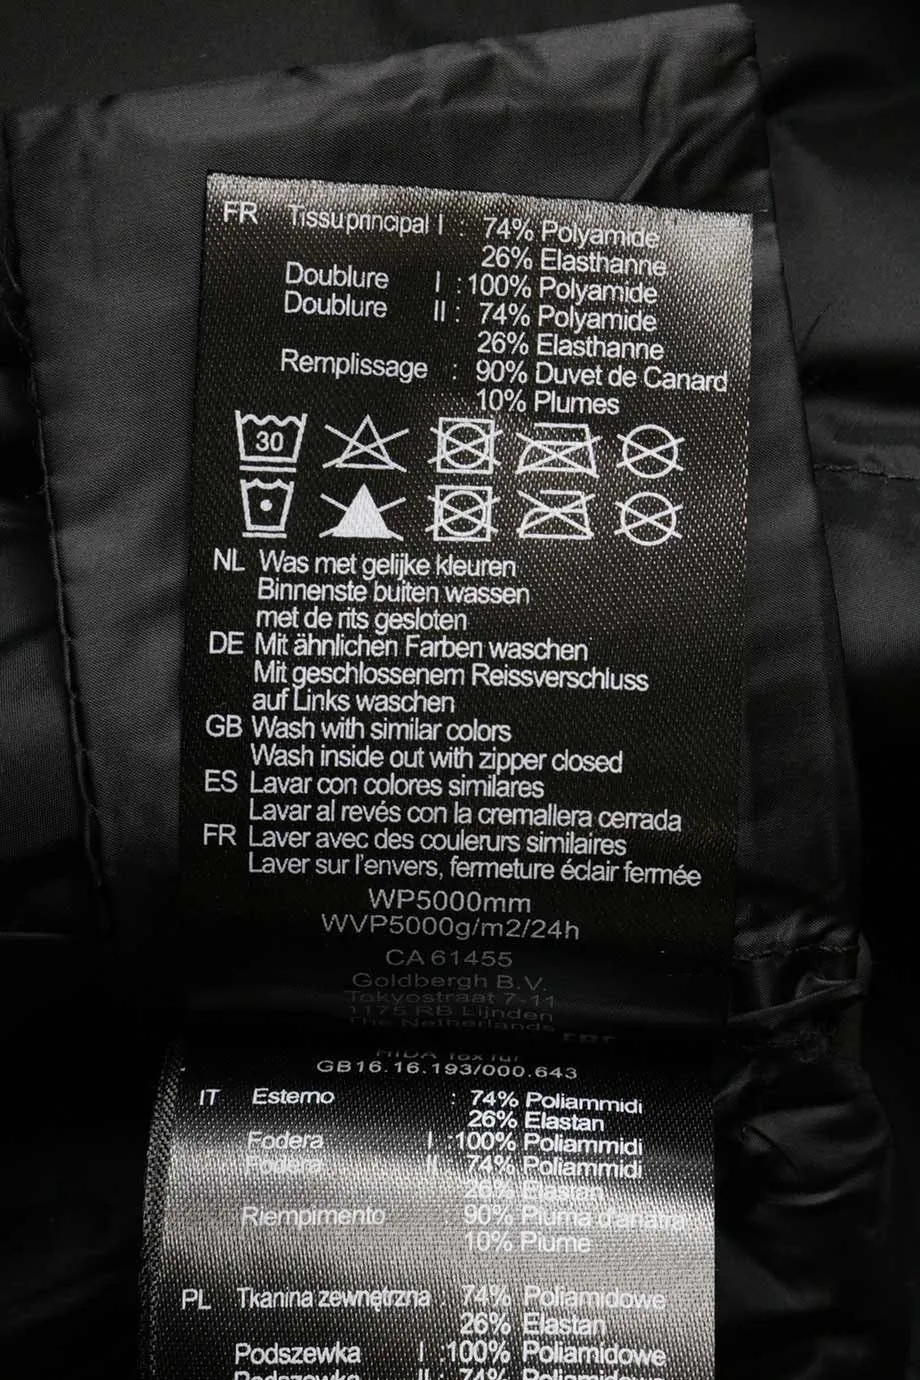 FR Tissu principal I : 74% Polyamide
26% Elasthanne
Doublure I : 100% Polyamide
Doublure II : 74% Polyamide
26% Elasthanne
Remplissage : 90% Duvet de Canard
10% Plumes
30
NL Was met gelijke kleuren
Binnenste buiten wassen
met de rits gesloten
DE Mit ähnlichen Farben waschen
Mit geschlossenem Reissverschluss
auf Links waschen
GB Wash with similar colors
Wash inside out with zipper closed
ES Lavar con colores similares
Lavar al revés con la cremallera cerrada
FR Laver avec des couleurs similaires
Laver sur l'envers, fermeture éclair fermée
WP5000mm
WVP5000g/m2/24h
CA 61455
Goldbergh B.V.
Tokyostraat 7-11
1175 RB Lijnden
The Netherlands
GB16.16.193/000.643
IT Esterno : 74% Poliammidi
26% Elastan
Fodera I :100% Poliammidi
Fodera II : 74% Poliammidi
26% Elastan
Riempimento : 90% Piuma d'anatra
10% Piume
PL Tkanina zewnętrzna : 74% Poliamidowe
26% Elastan
Podszewka I :100% Poliamidowe
Podszewka II : 74% Poliamidowe